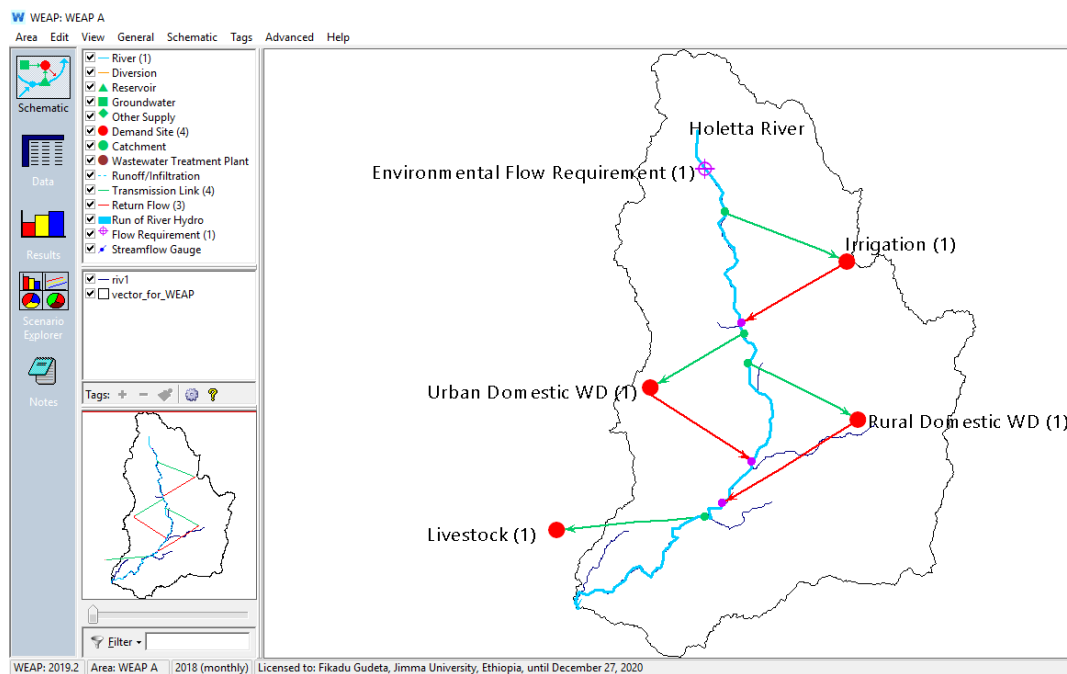 W WEAP: WEAP A
Area Edit View General Schematic Tags Advanced Help
Schematic
Data
Results
Scenario
Explorer
Notes
River (1)
Diversion
Reservoir
Groundwater
Other Supply
Demand Site (4)
Catchment
Wastewater Treatment Plant
Runoff/Infiltration
Transmission Link (4)
Return Flow (3)
Run of River Hydro
Flow Requirement (1)
Streamflow Gauge
riv1
vector_for_WEAP
Tags:
Filter
Holetta River
Environmental Flow Requirement (1)
Irrigation (1)
Urban Domestic WD (1)
Rural Domestic WD (1)
Livestock (1)
WEAP: 2019.2 Area: WEAP A 2018 (monthly) Licensed to: Fikadu Gudeta, Jimma University, Ethiopia, until December 27, 2020